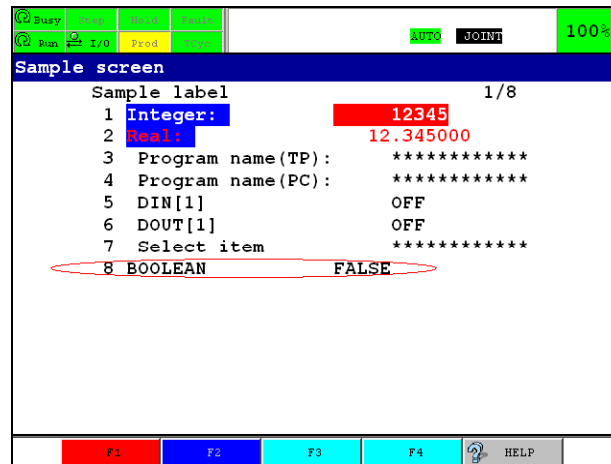 Busy Step Hold Fault
Run I/O Prod TCyc
AUTO JOINT 100%
Sample screen
Sample label 1/8
1 Integer: 12345
2 Real: 12.345000
3 Program name(TP): ************
4 Program name(PC): ************
5 DIN[1] OFF
6 DOUT[1] OFF
7 Select item ************
8 BOOLEAN FALSE
F1 F2 F3 F4 HELP